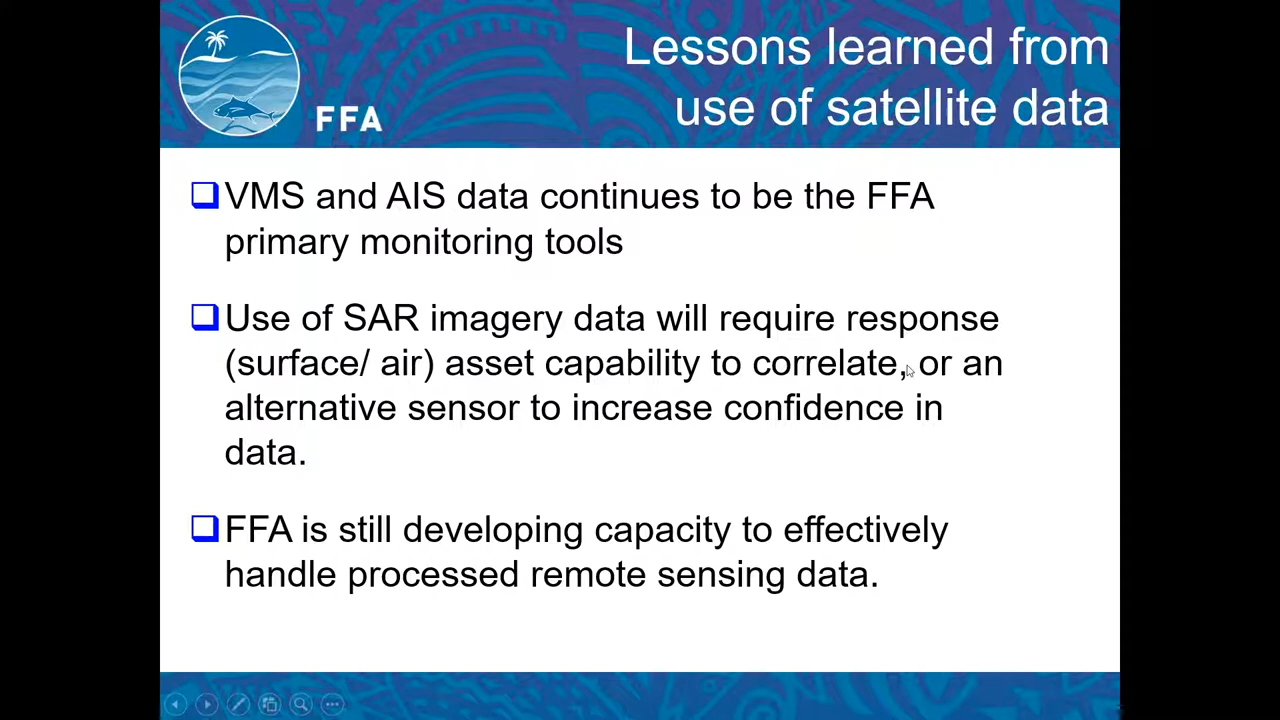 FFA
Lessons learned from
use of satellite data
VMS and AIS data continues to be the FFA
primary monitoring tools
Use of SAR imagery data will require response
(surface/ air) asset capability to correlate, or an
alternative sensor to increase confidence in
data.
FFA is still developing capacity to effectively
handle processed remote sensing data.